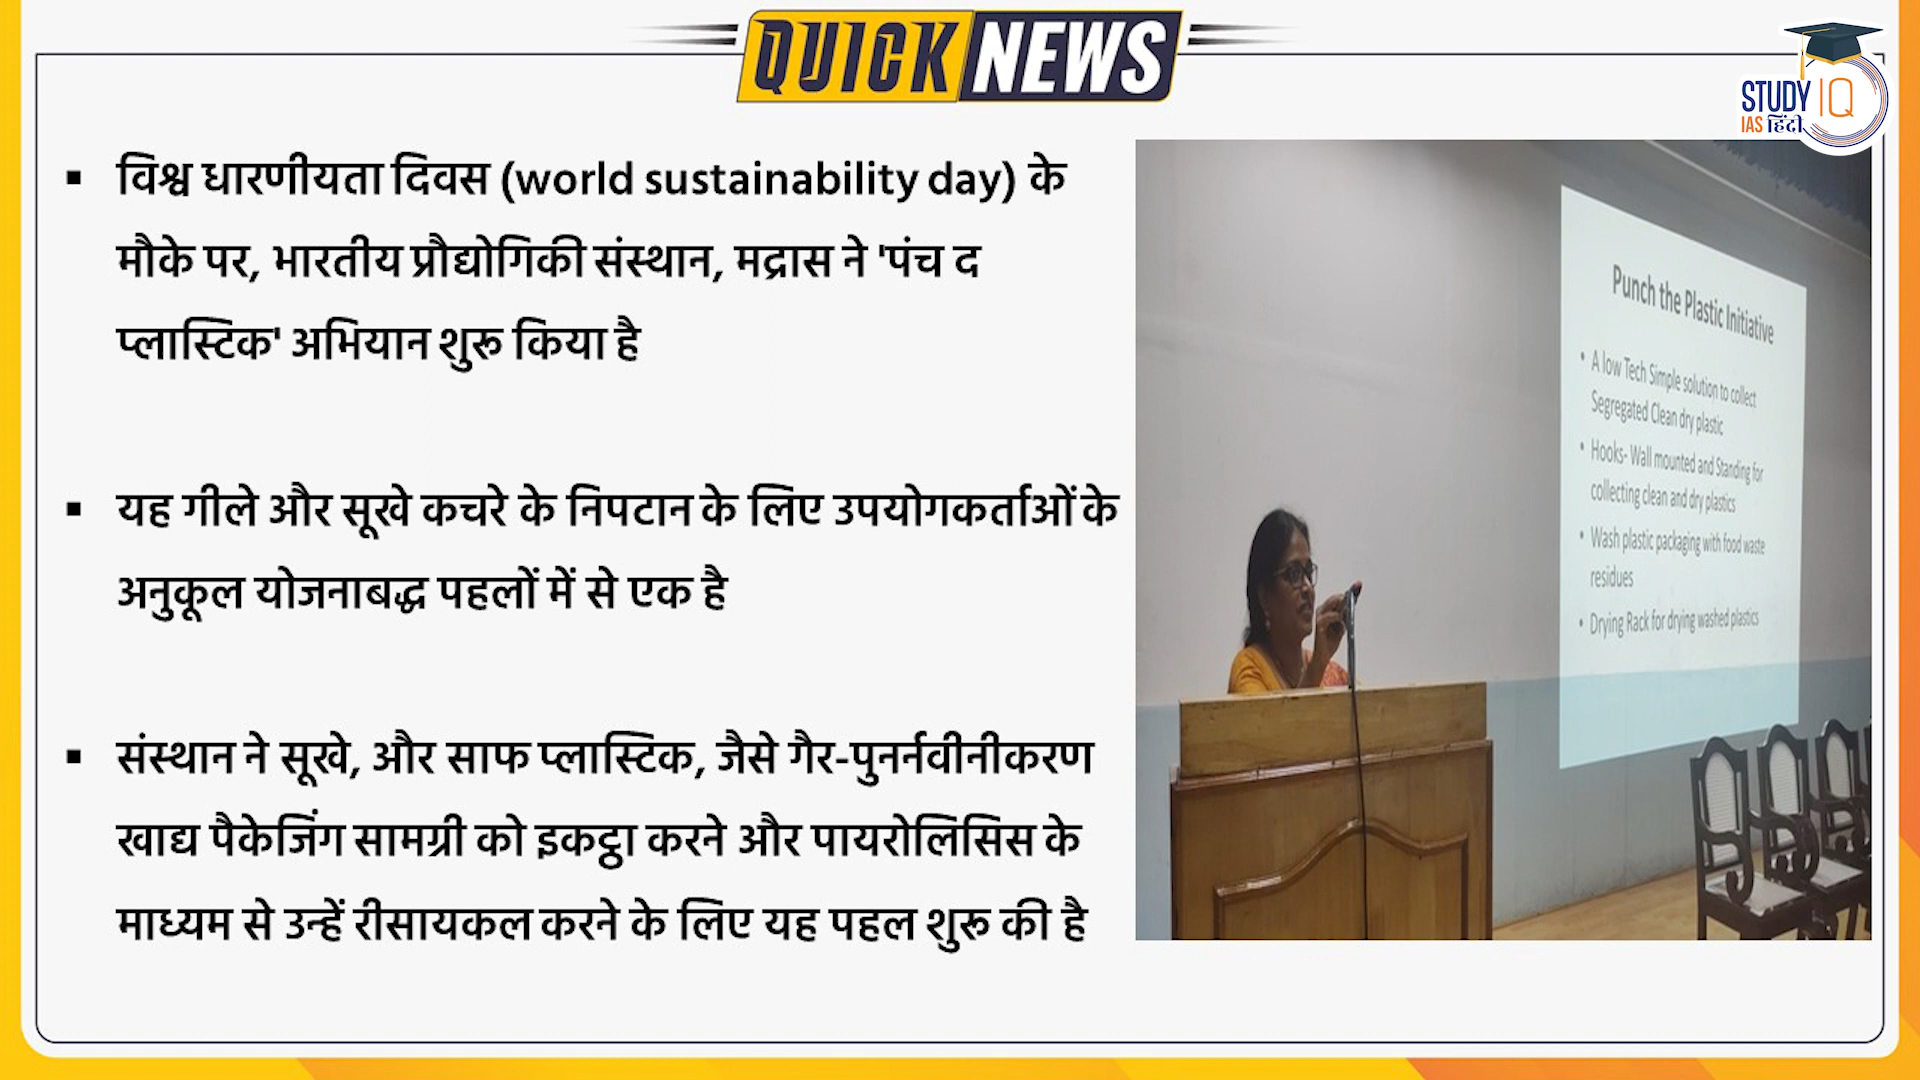 QUICK NEWS
STUDY IQ
IAS हिंदी
▪ विश्व धारणीयता दिवस (world sustainability day) के
मौके पर, भारतीय प्रौद्योगिकी संस्थान, मद्रास ने 'पंच द
प्लास्टिक' अभियान शुरू किया है
▪ यह गीले और सूखे कचरे के निपटान के लिए उपयोगकर्ताओं के
अनुकूल योजनाबद्ध पहलों में से एक है
▪ संस्थान ने सूखे, और साफ प्लास्टिक, जैसे गैर-पुनर्नवीनीकरण
खाद्य पैकेजिंग सामग्री को इकट्ठा करने और पायरोलिसिस के
माध्यम से उन्हें रीसायकल करने के लिए यह पहल शुरू की है
Punch the Plastic Initiative
• A low Tech Simple solution to collect
Segregated Clean dry plastic
• Hooks- Wall mounted and Standing for
collecting clean and dry plastics
• Wash plastic packaging with food waste
residues
• Drying Rack for drying washed plastics